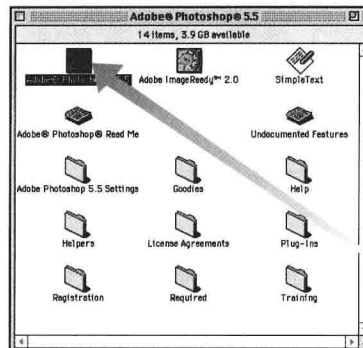 Adobe® Photoshop® 5.5
14 items, 3.9 GB available
Adobe ImageReady™ 2.0
SimpleText
Adobe® Photoshop® Read Me
Undocumented Features
Adobe Photoshop 5.5 Settings
Goodies
Help
Helpers
License Agreements
Plug-Ins
Registration
Required
Training